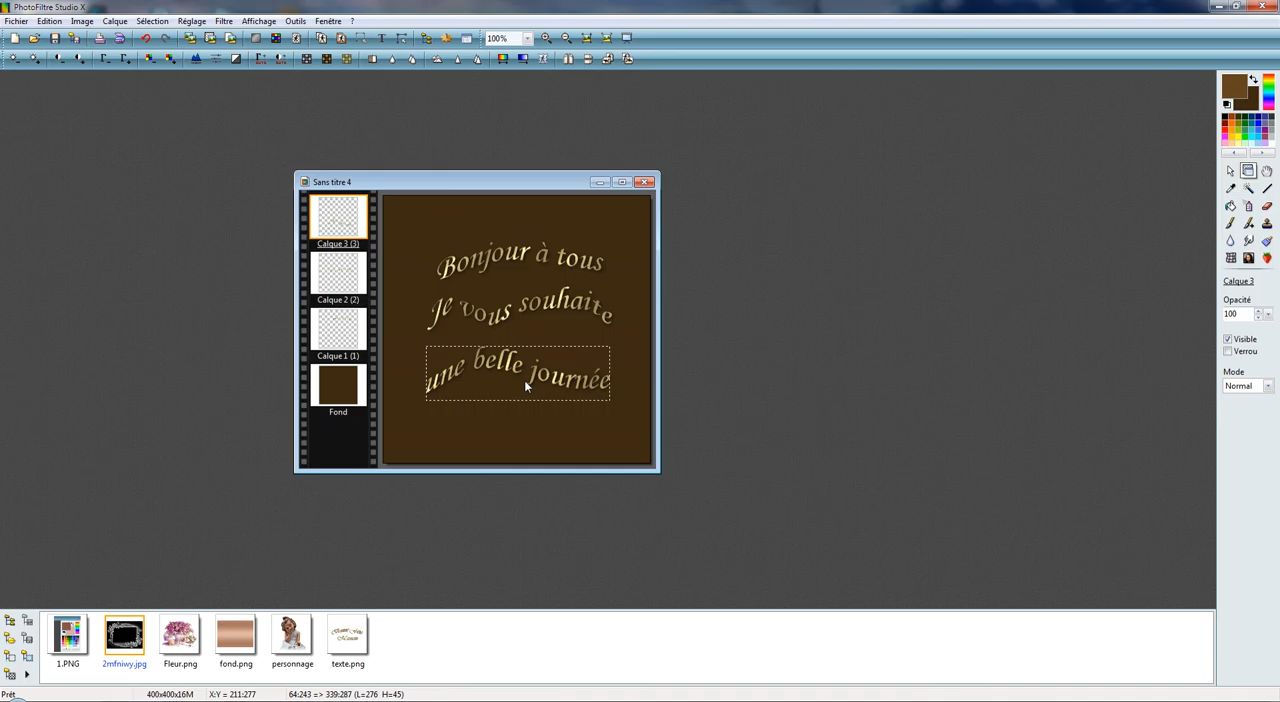 PhotoFiltre Studio X
Fichier Edition Image Calque Sélection Réglage Filtre Affichage Outils Fenêtre ?
100%
Sans titre 4
Calque 3 (3)
Calque 2 (2)
Calque 1 (1)
Fond
Bonjour à tous
Je vous souhaite
une belle journée
Calque 3
Opacité
100
Visible
Verrou
Mode
Normal
1.PNG 2mfniwy.jpg Fleur.png fond.png personnage texte.png
Prêt 400x400x16M X:Y = 211:277 64:243 => 339:287 (L=276 H=45)